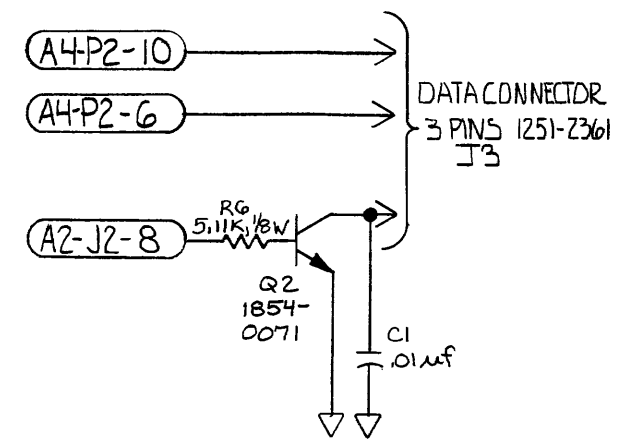 A4-P2-10
A4-P2-6
DATA CONNECTOR
3 PINS 1251-2361
J3
A2-J2-8
R6
5.11K, 1/8W
Q2
1854-
0071
C1
.01uf